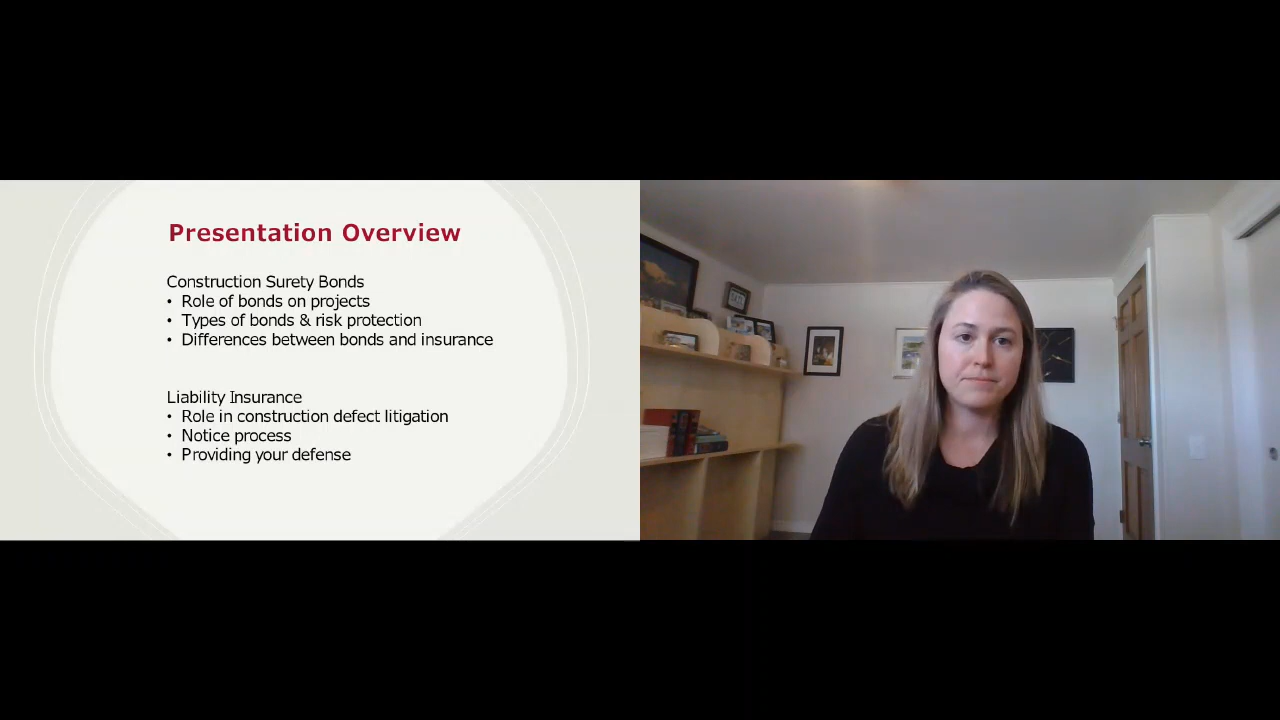 Presentation Overview
Construction Surety Bonds
• Role of bonds on projects
• Types of bonds & risk protection
• Differences between bonds and insurance
Liability Insurance
• Role in construction defect litigation
• Notice process
• Providing your defense